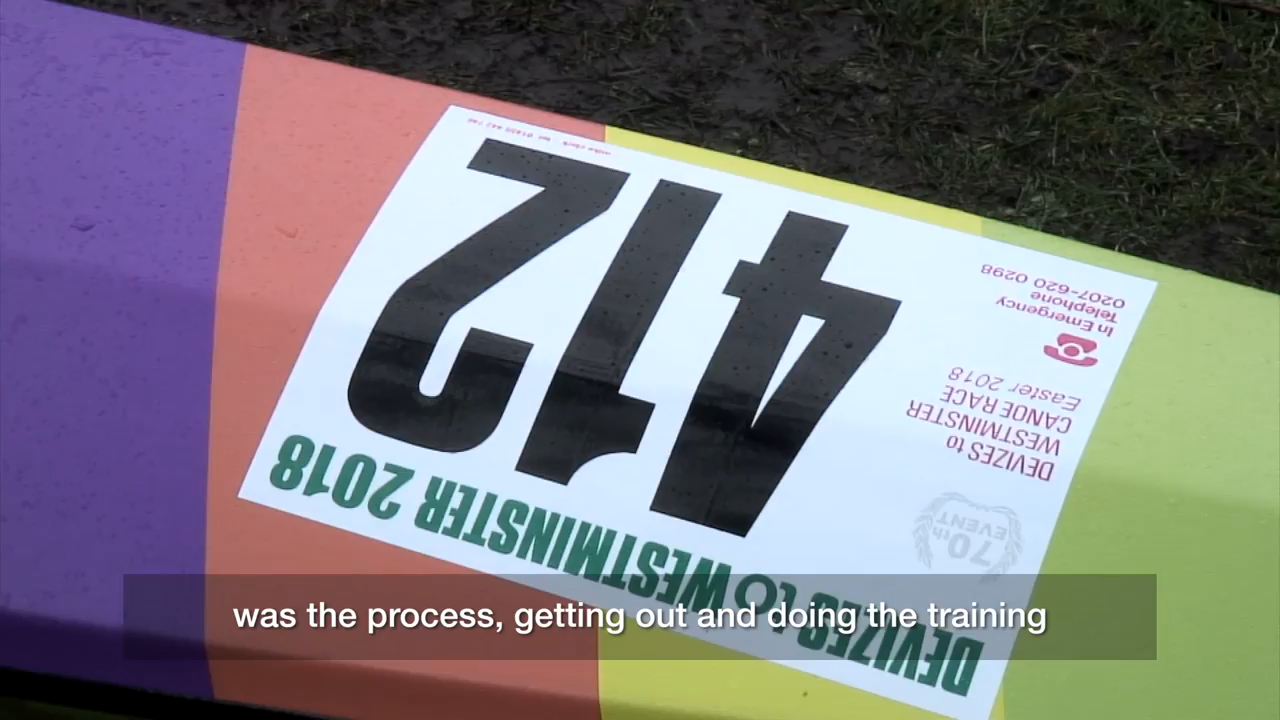 DEVIZES to WESTMINSTER 2018
412
70th
EVENT
DEVIZES to
WESTMINSTER
CANOE RACE
Easter 2018
In Emergency
Telephone
0207-620 0298
was the process, getting out and doing the training